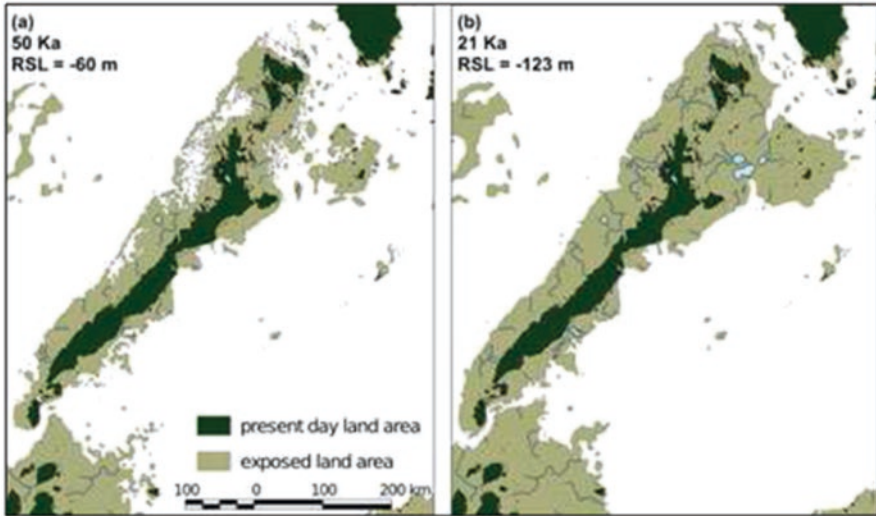 (a)
50 Ka
RSL = -60 m
(b)
21 Ka
RSL = -123 m
present day land area
exposed land area
100 0 100 200 km